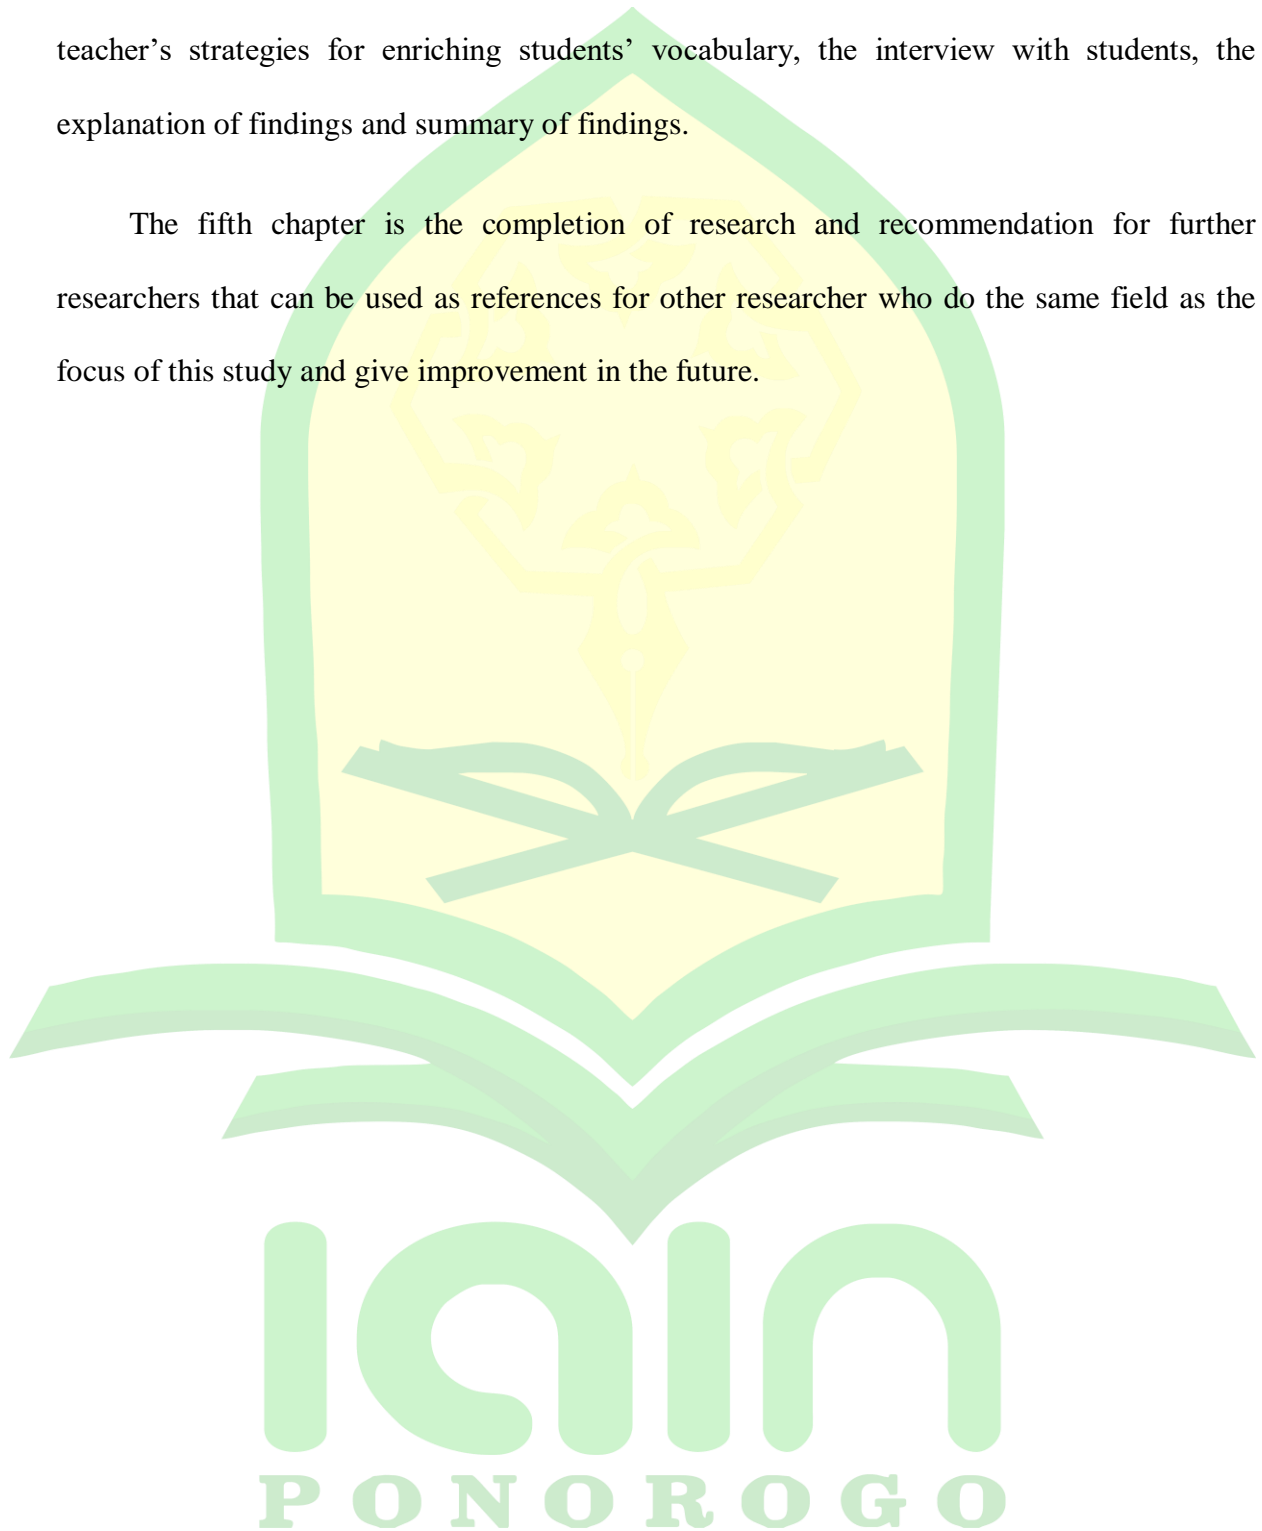 teacher’s strategies for enriching students’ vocabulary, the interview with students, the
explanation of findings and summary of findings.
The fifth chapter is the completion of research and recommendation for further
researchers that can be used as references for other researcher who do the same field as the
focus of this study and give improvement in the future.
iain
PONOROGO